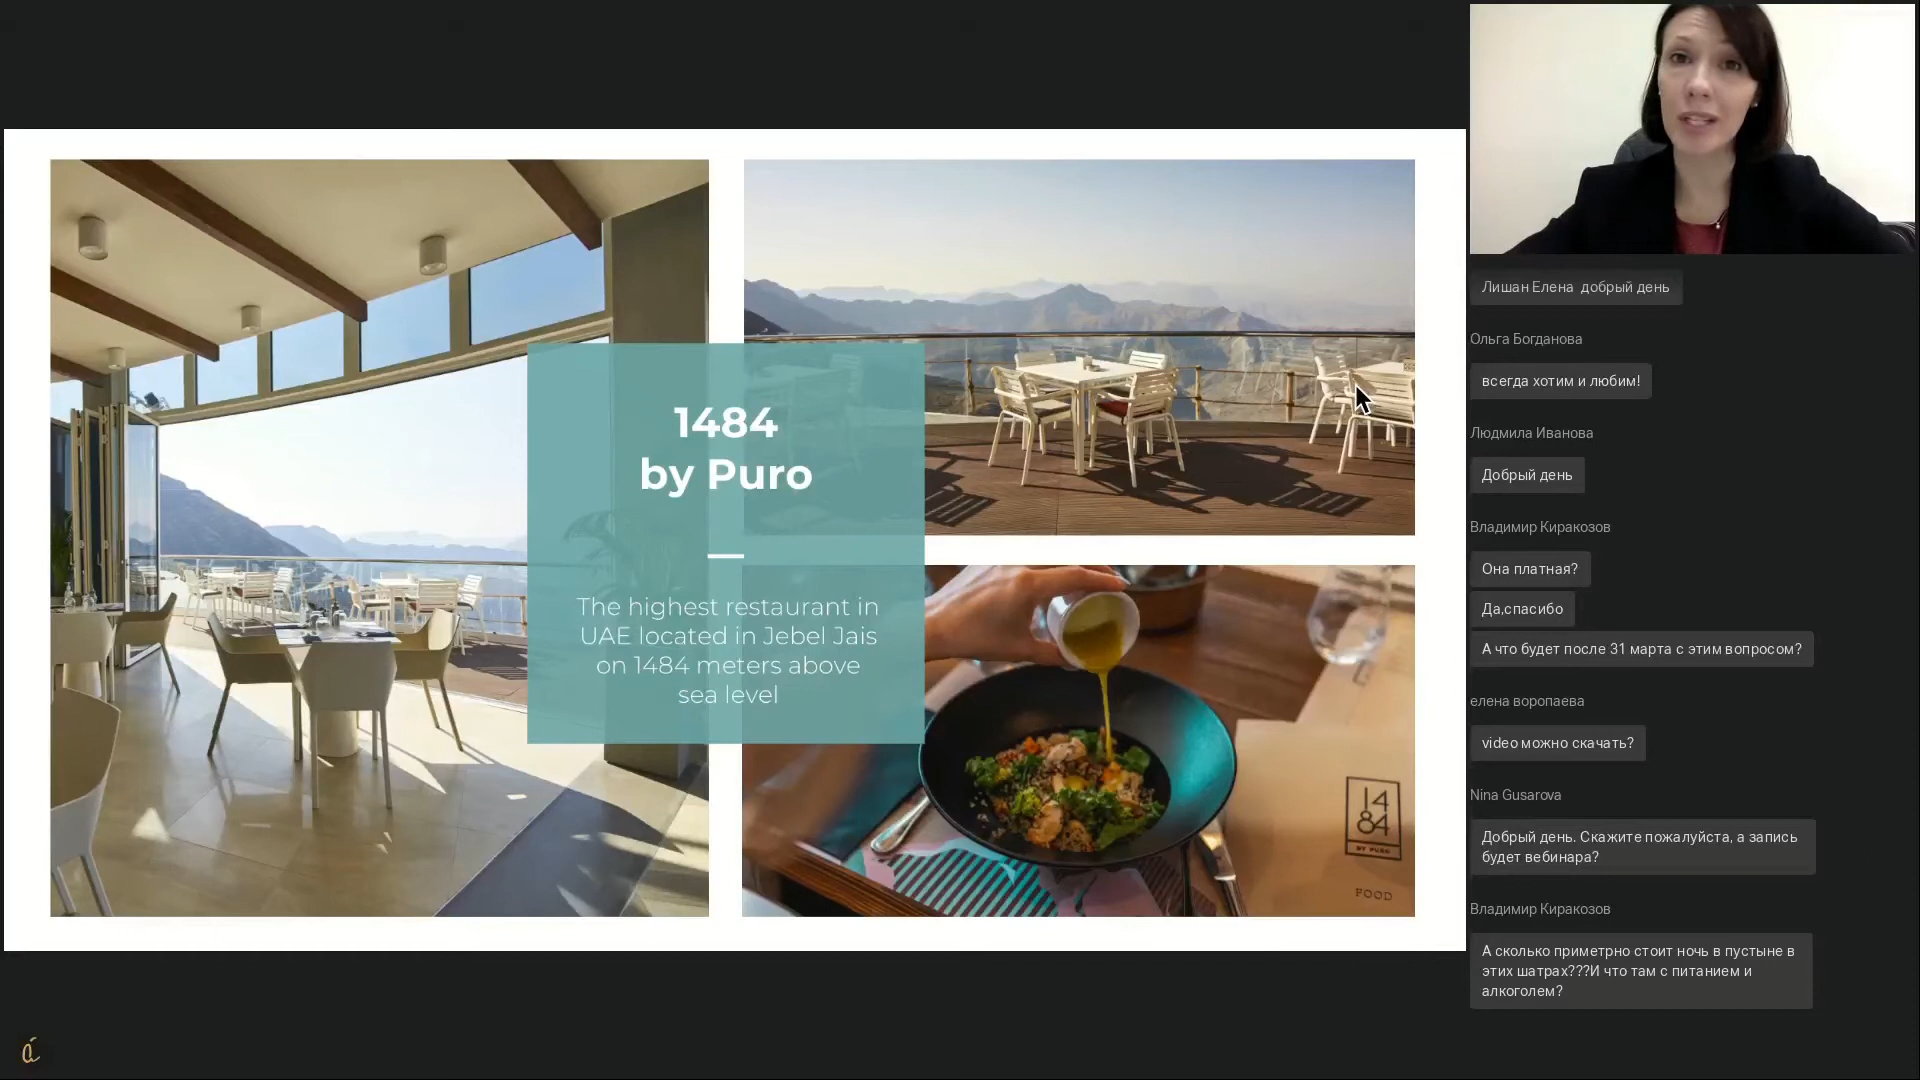 1484
by Puro
The highest restaurant in
UAE located in Jebel Jais
on 1484 meters above
sea level
14
84
BY PURO
FOOD
Лишан Елена добрый день
Ольга Богданова
всегда хотим и любим!
Людмила Иванова
Добрый день
Владимир Киракозов
Она платная?
Да,спасибо
А что будет после 31 марта с этим вопросом?
елена воропаева
video можно скачать?
Nina Gusarova
Добрый день. Скажите пожалуйста, а запись
будет вебинара?
Владимир Киракозов
А сколько приметрно стоит ночь в пустыне в
этих шатрах???И что там с питанием и
алкоголем?
á